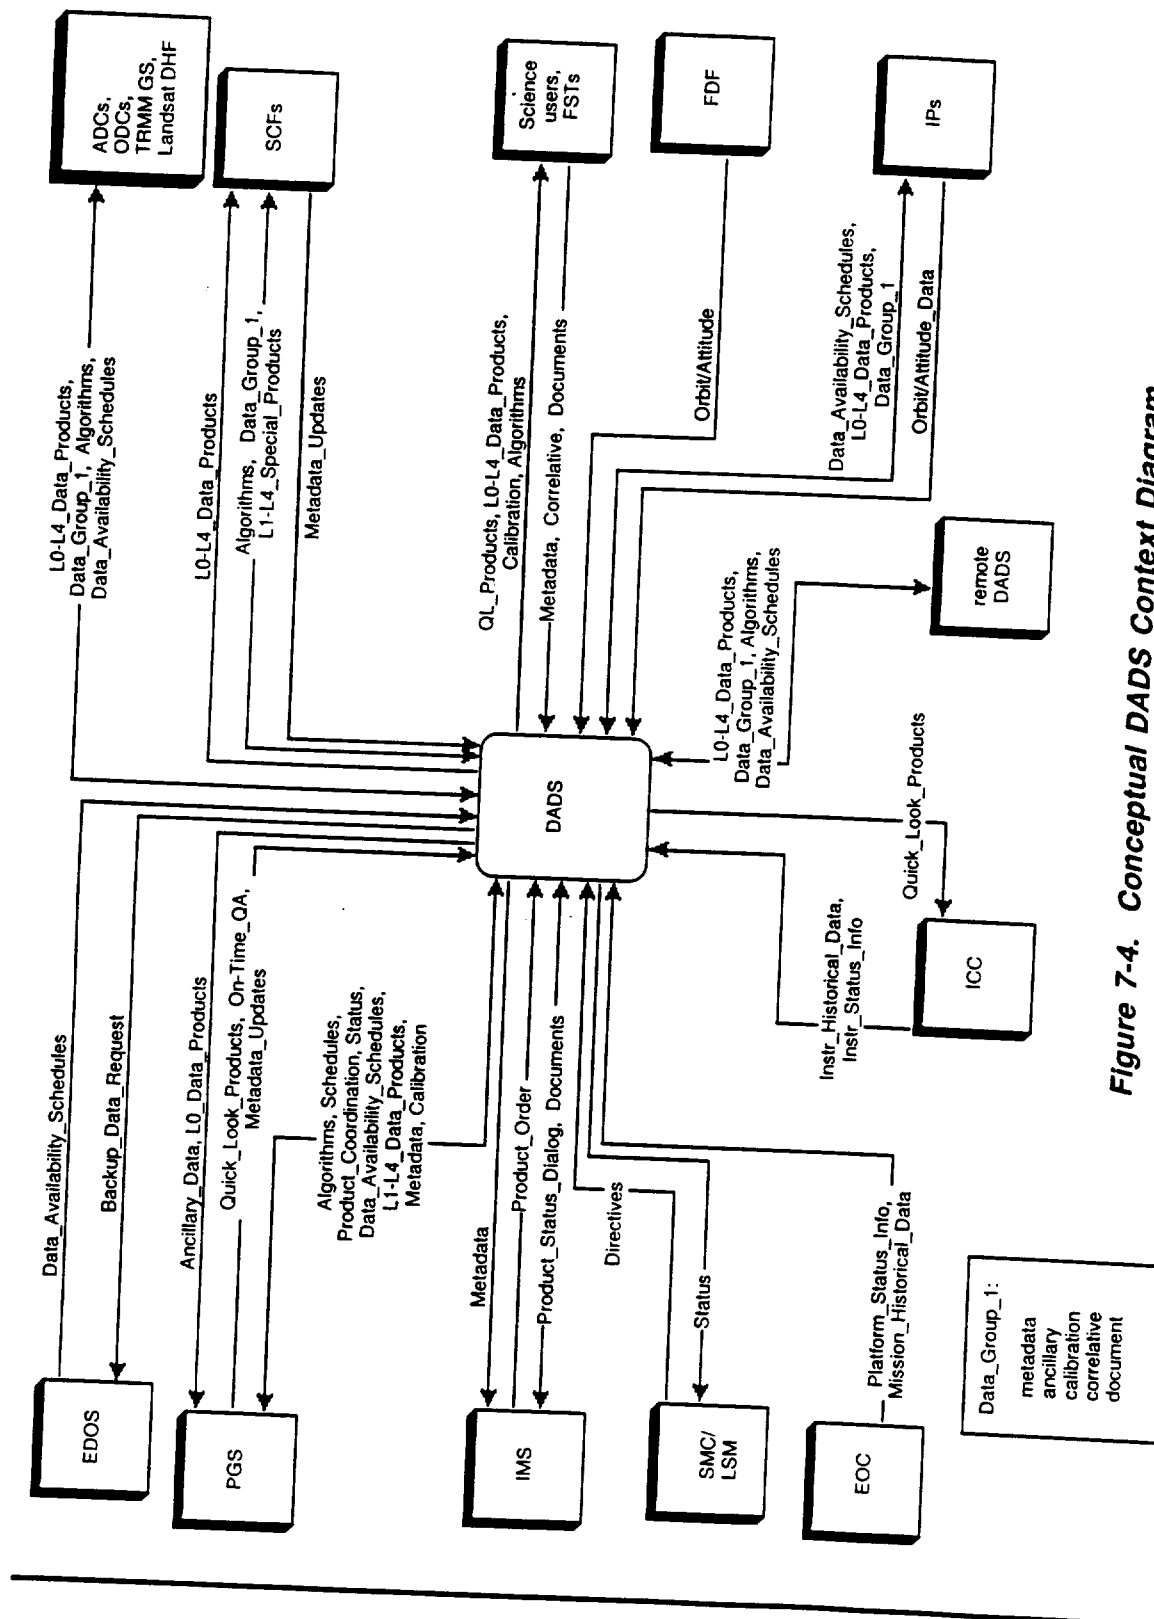 EDOS
PGS
IMS
SMC/
LSM
EOC
Data_Group_1:
metadata
ancillary
calibration
correlative
document
Data_Availability_Schedules
Backup_Data_Request
Ancillary_Data, L0_Data_Products
Quick_Look_Products, On-Time_QA,
Metadata_Updates
Algorithms, Schedules,
Product_Coordination, Status,
Data_Availability_Schedules,
L1-L4_Data_Products,
Metadata, Calibration
Metadata
Product_Order
Product_Status_Dialog, Documents
Directives
Status
Platform_Status_Info,
Mission_Historical_Data
DADS
Instr_Historical_Data,
Instr_Status_Info
ICC
Quick_Look_Products
L0-L4_Data_Products,
Data_Group_1, Algorithms,
Data_Availability_Schedules
remote
DADS
L0-L4_Data_Products,
Data_Group_1, Algorithms,
Data_Availability_Schedules
L0-L4_Data_Products
Algorithms, Data_Group_1,
L1-L4_Special_Products
Metadata_Updates
QL_Products, L0-L4_Data_Products,
Calibration, Algorithms
Metadata, Correlative, Documents
Orbit/Attitude
Data_Availability_Schedules,
L0-L4_Data_Products,
Data_Group_1
Orbit/Attitude_Data
ADCs,
ODCs,
TRMM GS,
Landsat DHF
SCFs
Science
users,
FSTs
FDF
IPs
Figure 7-4. Conceptual DADS Context Diagram